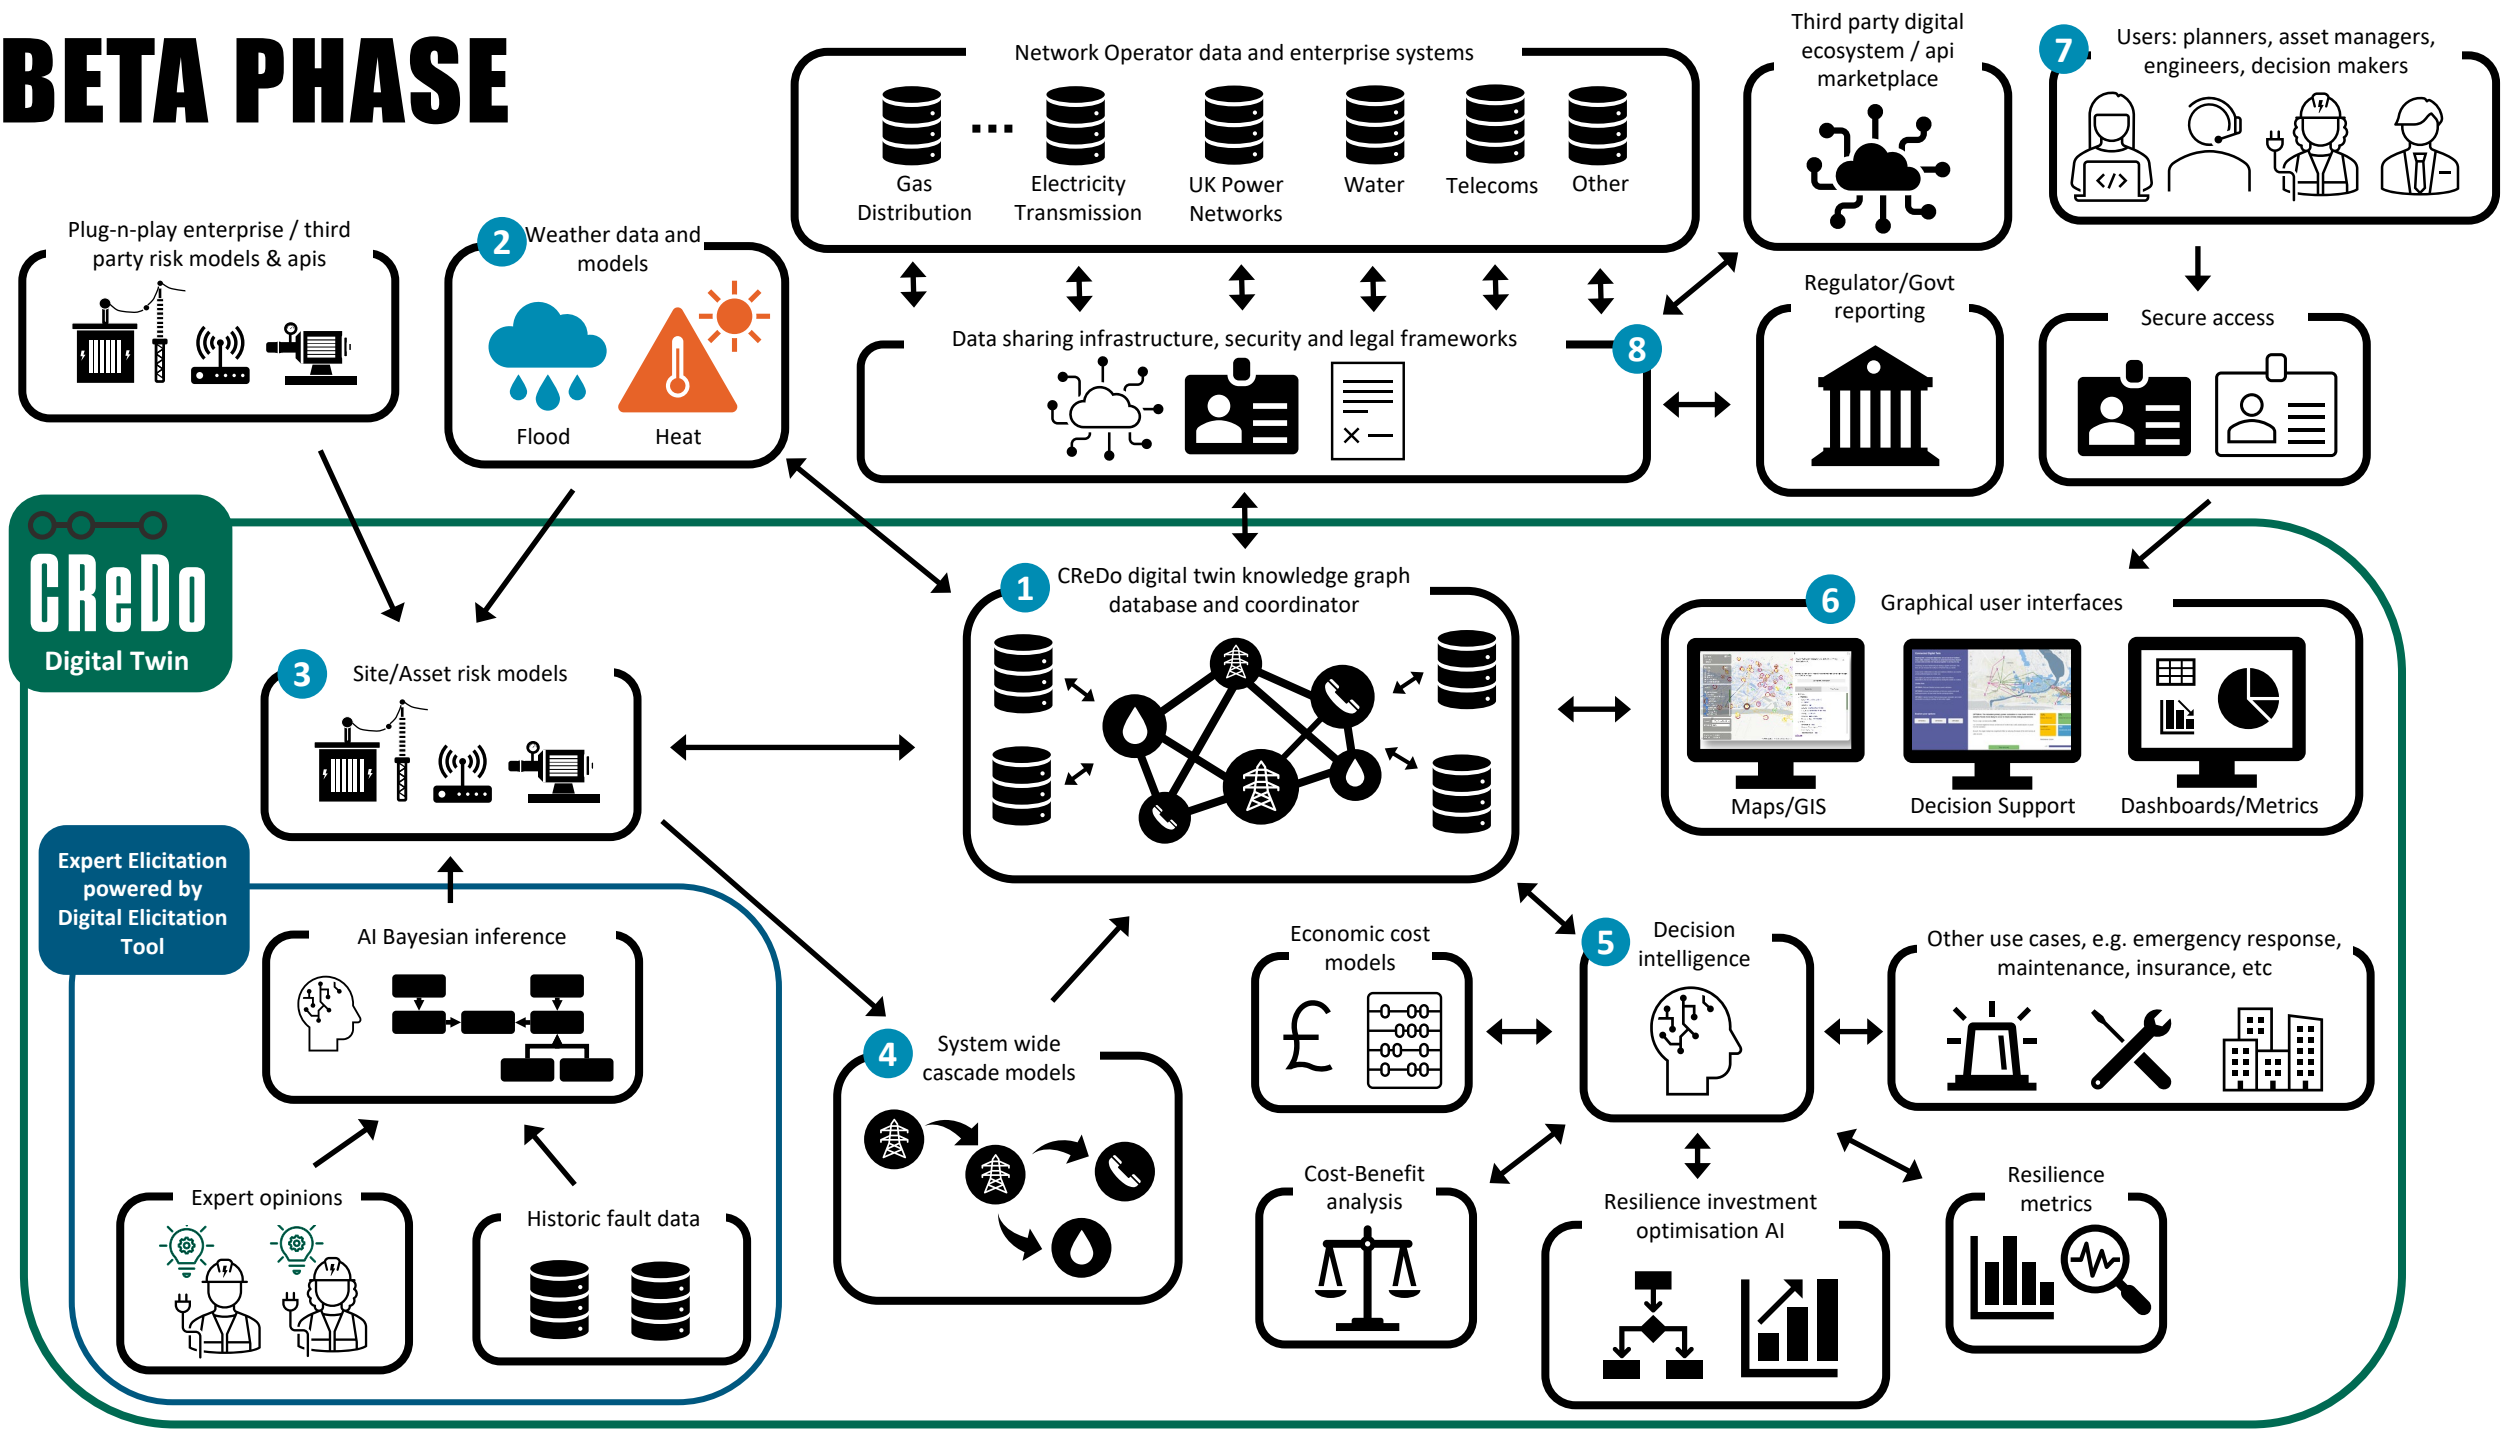 BETA PHASE
Network Operator data and enterprise systems
Gas
Distribution
Electricity
Transmission
UK Power
Networks
Water
Telecoms
Other
Third party digital
ecosystem / api
marketplace
7
Users: planners, asset managers,
engineers, decision makers
</>
Plug-n-play enterprise / third
party risk models & apis
2
Weather data and
models
Flood
Heat
Data sharing infrastructure, security and legal frameworks
8
Regulator/Govt
reporting
Secure access
CReDo
Digital Twin
1
CReDo digital twin knowledge graph
database and coordinator
6
Graphical user interfaces
Maps/GIS
Decision Support
Dashboards/Metrics
3
Site/Asset risk models
Expert Elicitation
powered by
Digital Elicitation
Tool
AI Bayesian inference
Expert opinions
Historic fault data
4
System wide
cascade models
Economic cost
models
£
5
Decision
intelligence
Other use cases, e.g. emergency response,
maintenance, insurance, etc
Cost-Benefit
analysis
Resilience investment
optimisation AI
Resilience
metrics